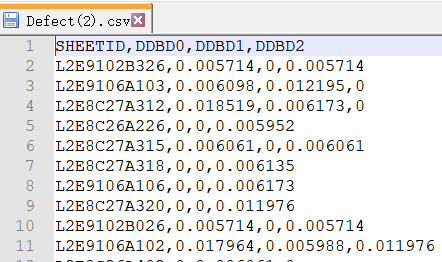 Defect(2).csv
1 SHEETID,DDBD0,DDBD1,DDBD2
2 L2E9102B326,0.005714,0,0.005714
3 L2E9106A103,0.006098,0.012195,0
4 L2E8C27A312,0.018519,0.006173,0
5 L2E8C26A226,0,0,0.005952
6 L2E8C27A315,0.006061,0,0.006061
7 L2E8C27A318,0,0,0.006135
8 L2E9106A106,0,0,0.006173
9 L2E8C27A320,0,0,0.011976
10 L2E9102B026,0.005714,0,0.005714
11 L2E9106A102,0.017964,0.005988,0.011976